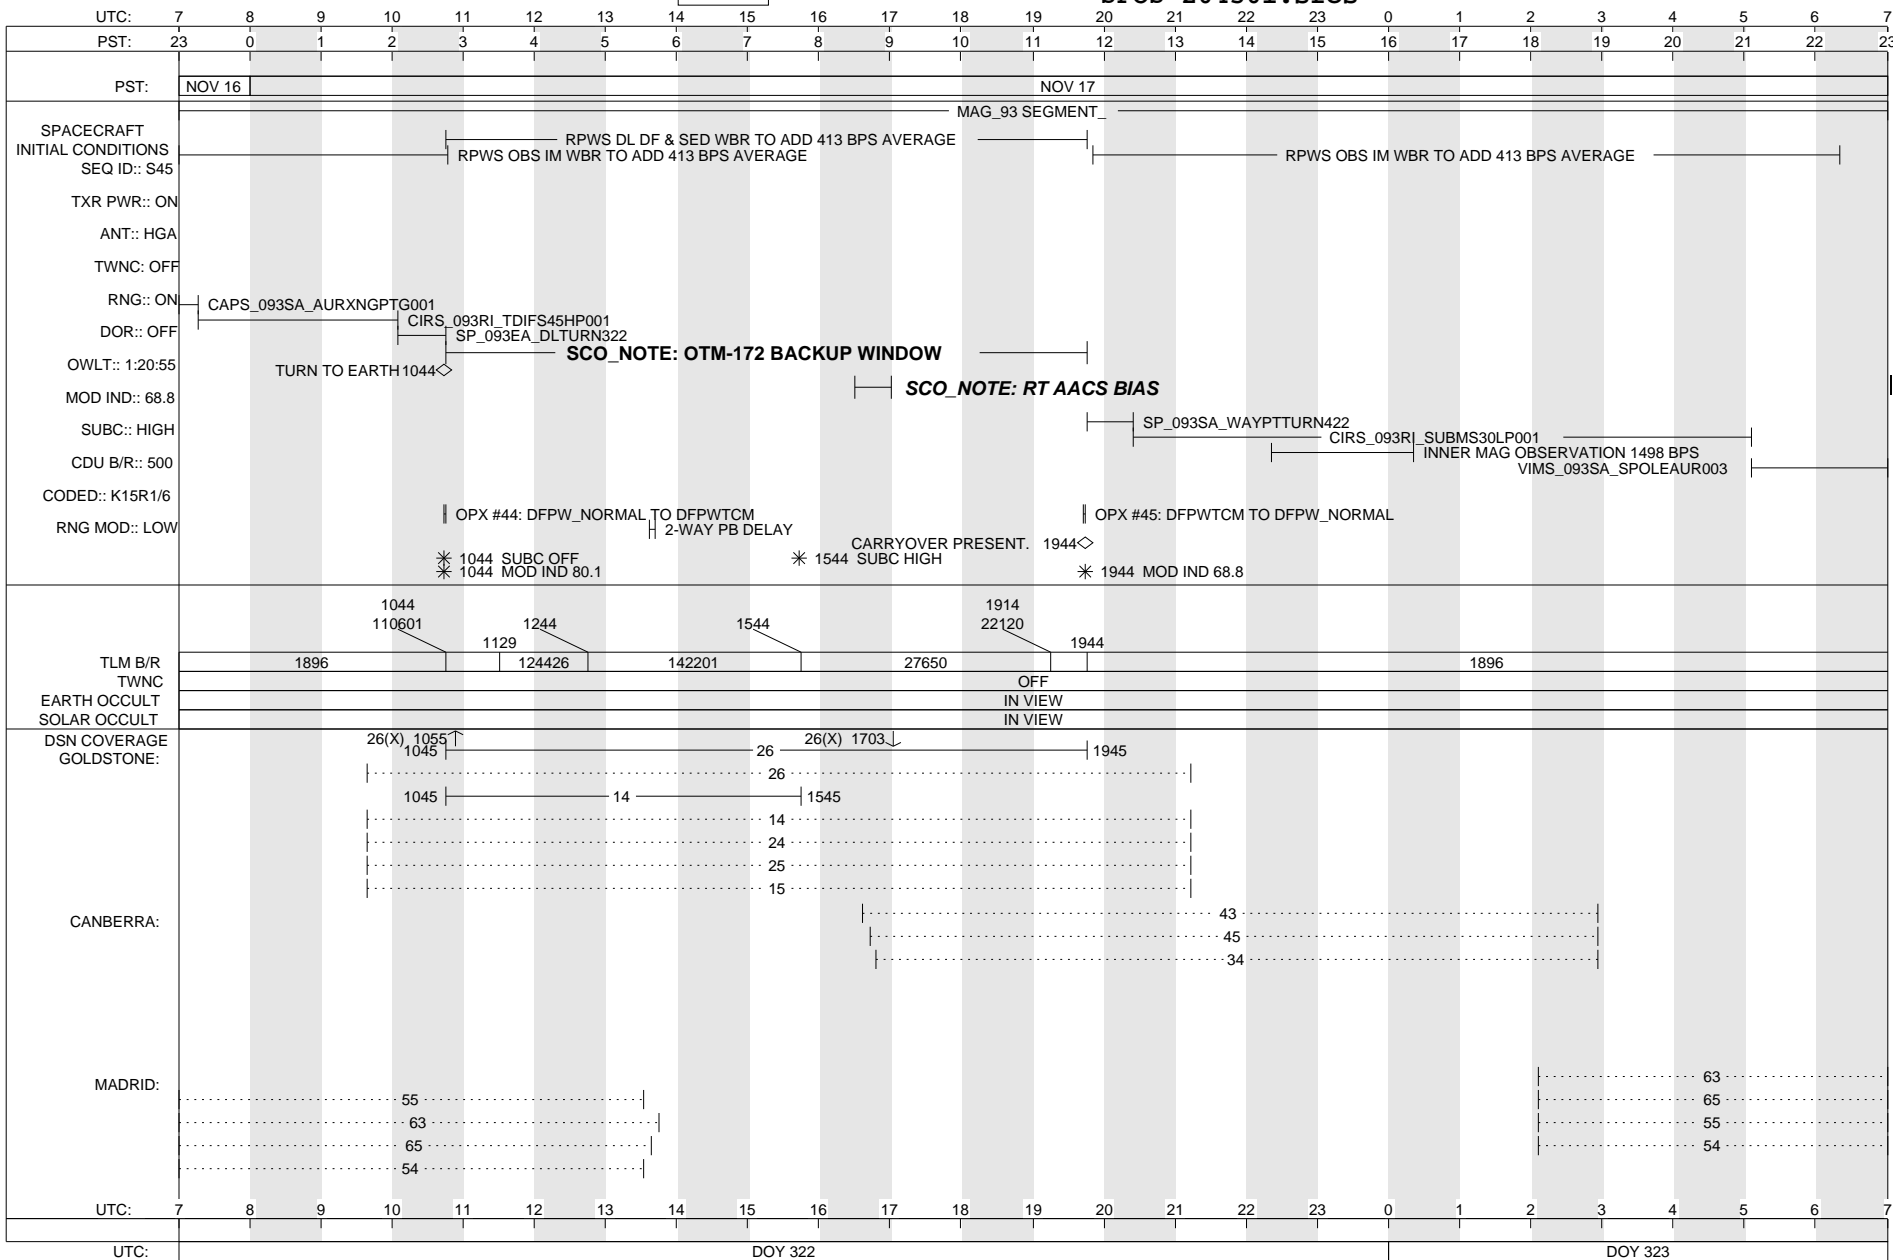 UTC: 7 8 9 10 11 12 13 14 15 16 17 18 19 20 21 22 23 0 1 2 3 4 5 6 7
PST: 23 0 1 2 3 4 5 6 7 8 9 10 11 12 13 14 15 16 17 18 19 20 21 22 23
PST: NOV 16 NOV 17
MAG_93 SEGMENT_
SPACECRAFT
INITIAL CONDITIONS
RPWS DL DF & SED WBR TO ADD 413 BPS AVERAGE
RPWS OBS IM WBR TO ADD 413 BPS AVERAGE
RPWS OBS IM WBR TO ADD 413 BPS AVERAGE
SEQ ID:: S45
TXR PWR:: ON
ANT:: HGA
TWNC: OFF
RNG:: ON
CAPS_093SA_AURXNGPTG001
CIRS_093RI_TDIFS45HP001
DOR:: OFF
SP_093EA_DLTURN322
SCO_NOTE: OTM-172 BACKUP WINDOW
OWLT:: 1:20:55
TURN TO EARTH 1044
SCO_NOTE: RT AACS BIAS
MOD IND:: 68.8
SP_093SA_WAYPTTURN422
SUBC:: HIGH
CIRS_093RI_SUBMS30LP001
INNER MAG OBSERVATION 1498 BPS
CDU B/R:: 500
VIMS_093SA_SPOLEAUR003
CODED:: K15R1/6
OPX #44: DFPW_NORMAL TO DFPWTCM
OPX #45: DFPWTCM TO DFPW_NORMAL
RNG MOD:: LOW
2-WAY PB DELAY
CARRYOVER PRESENT. 1944
1044 SUBC OFF
1544 SUBC HIGH
1044 MOD IND 80.1
1944 MOD IND 68.8
1044 1914
110601 1244 1544 22120
1129 1944
TLM B/R 1896 124426 142201 27650 1896
TWNC OFF
EARTH OCCULT IN VIEW
SOLAR OCCULT IN VIEW
DSN COVERAGE
26(X) 1055 26(X) 1703
GOLDSTONE: 1045 26 1945
26
1045 14 1545
14
24
25
15
CANBERRA: 43
45
34
MADRID: 63
55 65
63 55
65 54
54
UTC: 7 8 9 10 11 12 13 14 15 16 17 18 19 20 21 22 23 0 1 2 3 4 5 6 7
UTC: DOY 322 DOY 323